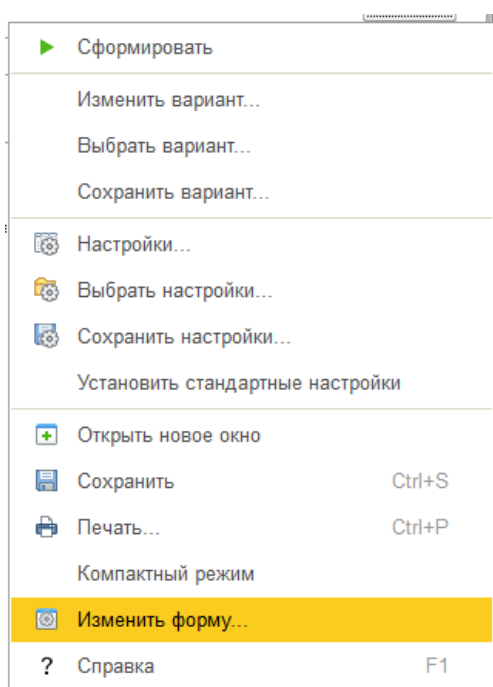 Сформировать
Изменить вариант...
Выбрать вариант...
Сохранить вариант...
Настройки...
Выбрать настройки...
Сохранить настройки...
Установить стандартные настройки
Открыть новое окно
Сохранить Ctrl+S
Печать... Ctrl+P
Компактный режим
Изменить форму...
? Справка F1